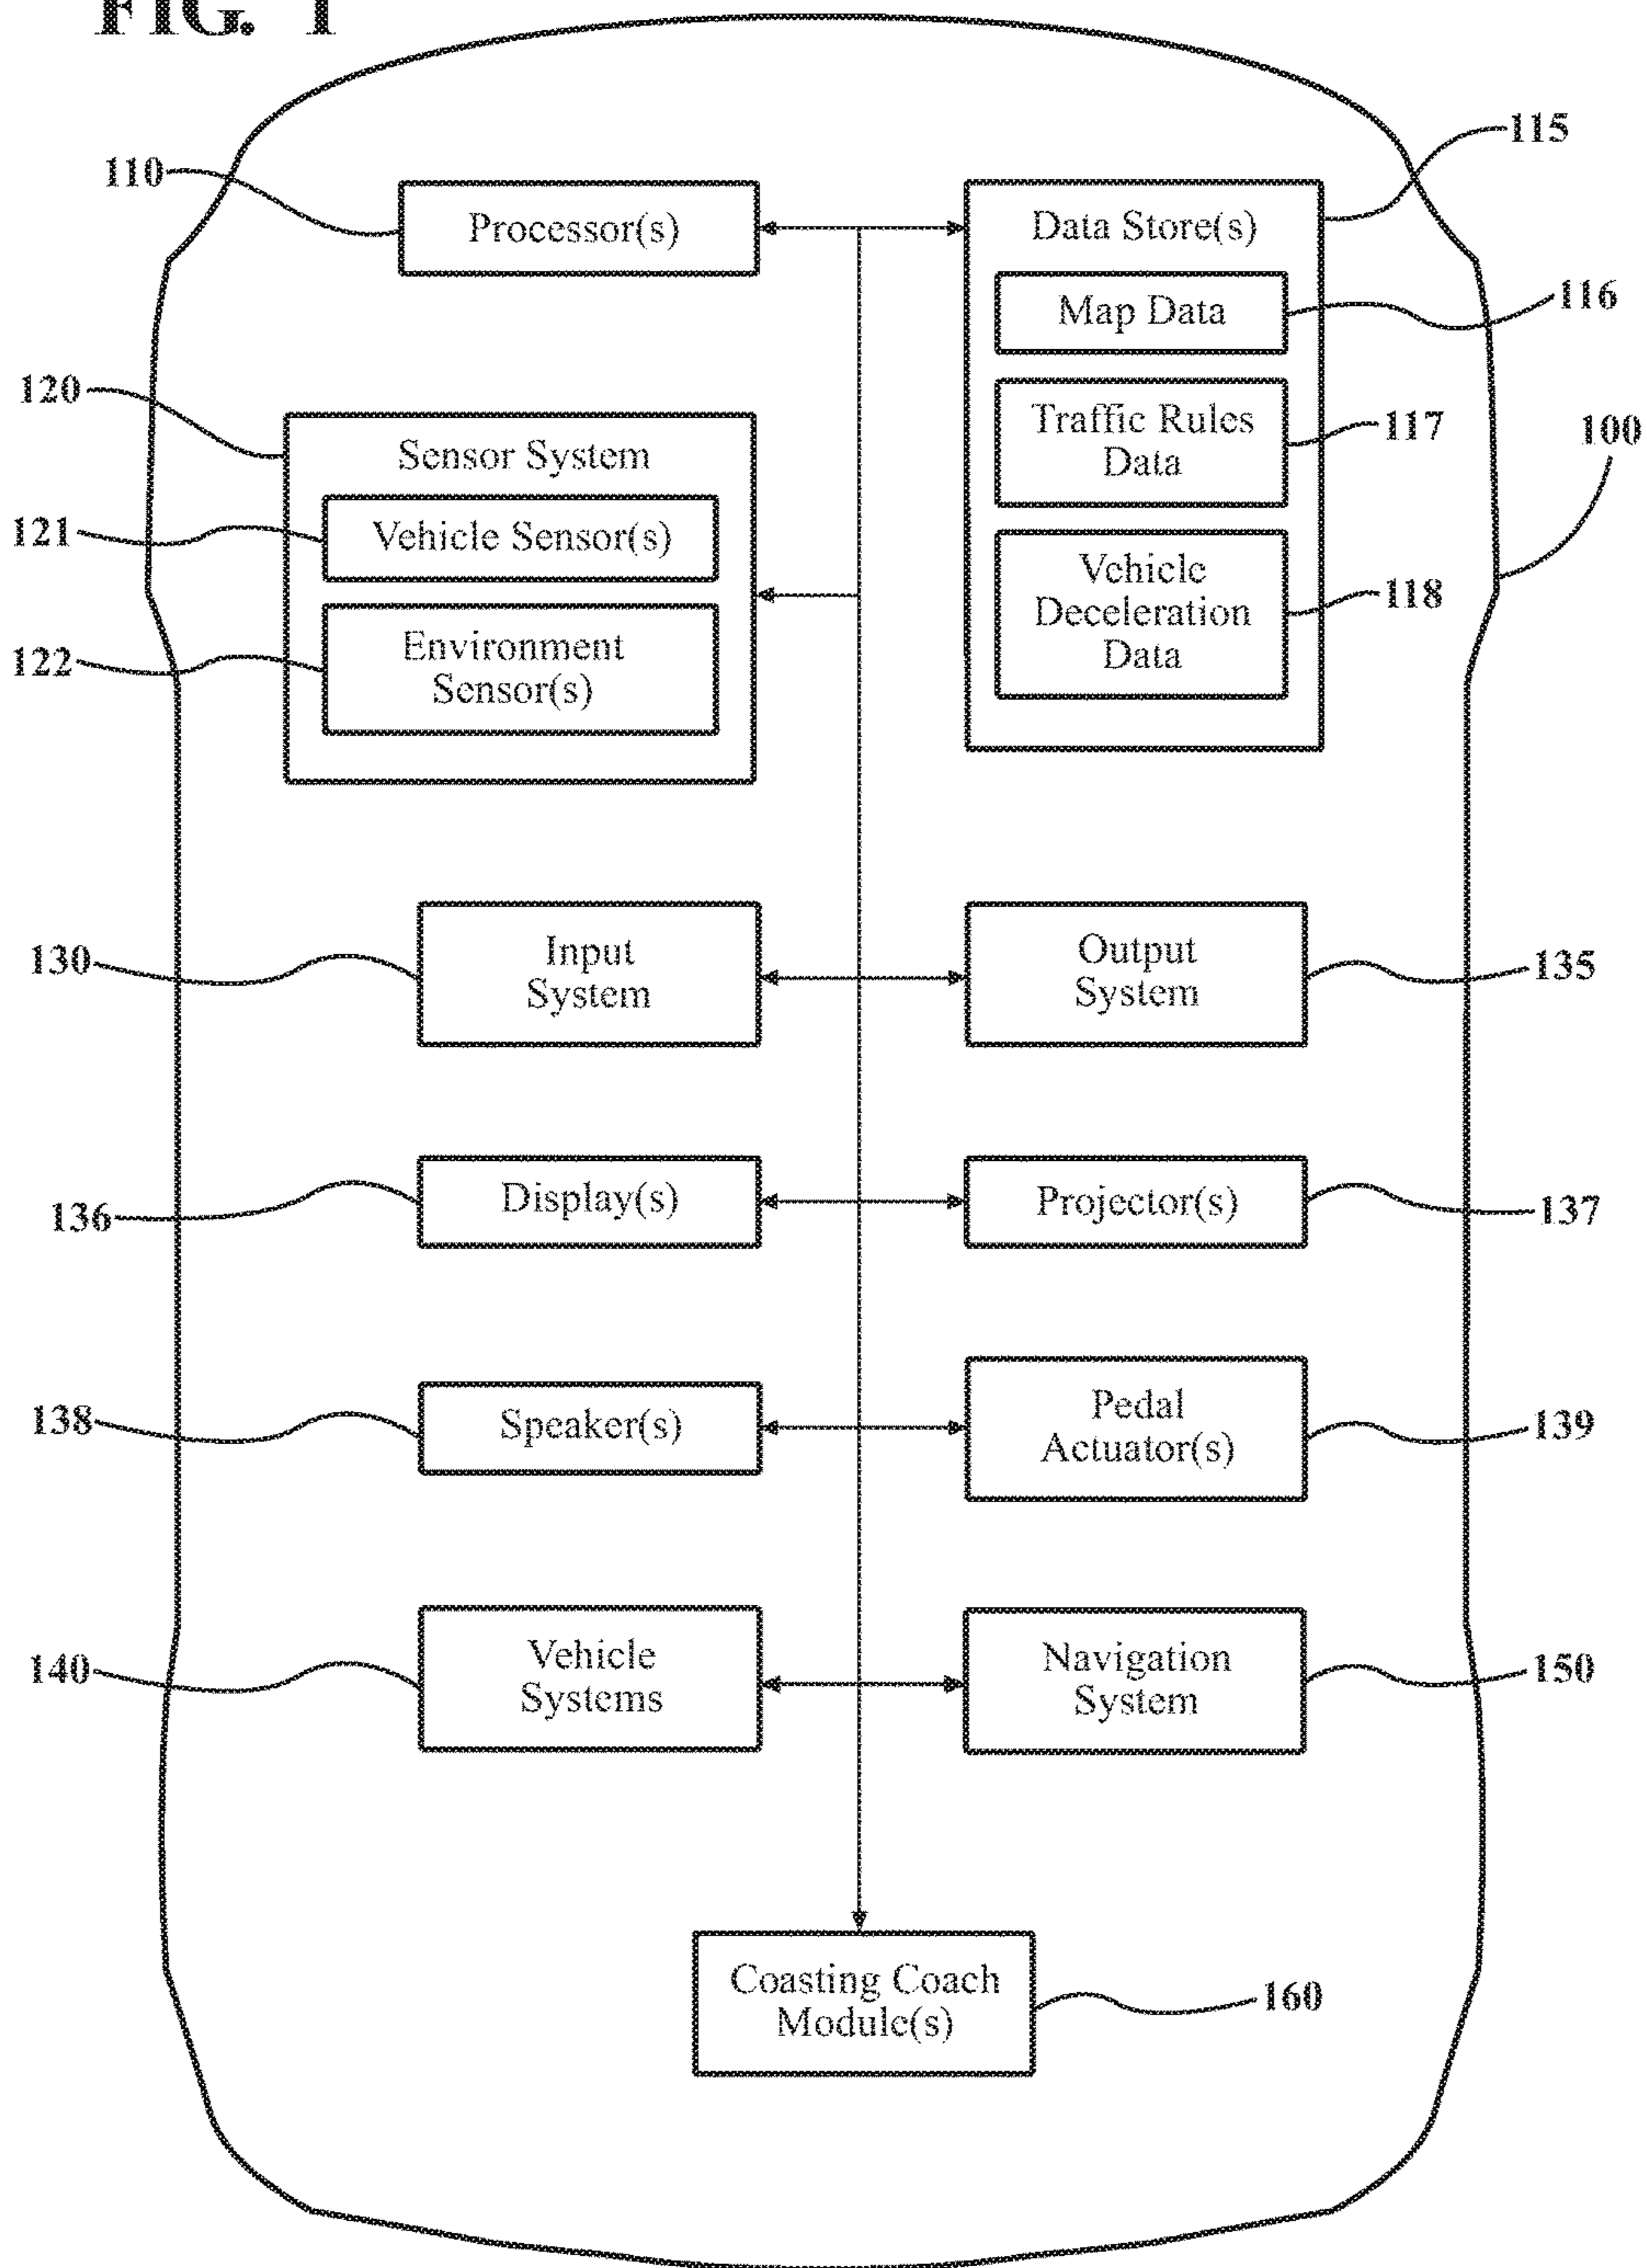 FIG. 1
115
110
Processor(s)
Data Store(s)
Map Data
116
120
Traffic Rules
Data
117
100
Sensor System
121
Vehicle Sensor(s)
Vehicle
Deceleration
Data
118
122
Environment
Sensor(s)
130
Input
System
Output
System
135
136
Display(s)
Projector(s)
137
138
Speaker(s)
Pedal
Actuator(s)
139
140
Vehicle
Systems
Navigation
System
150
Coasting Coach
Module(s)
160